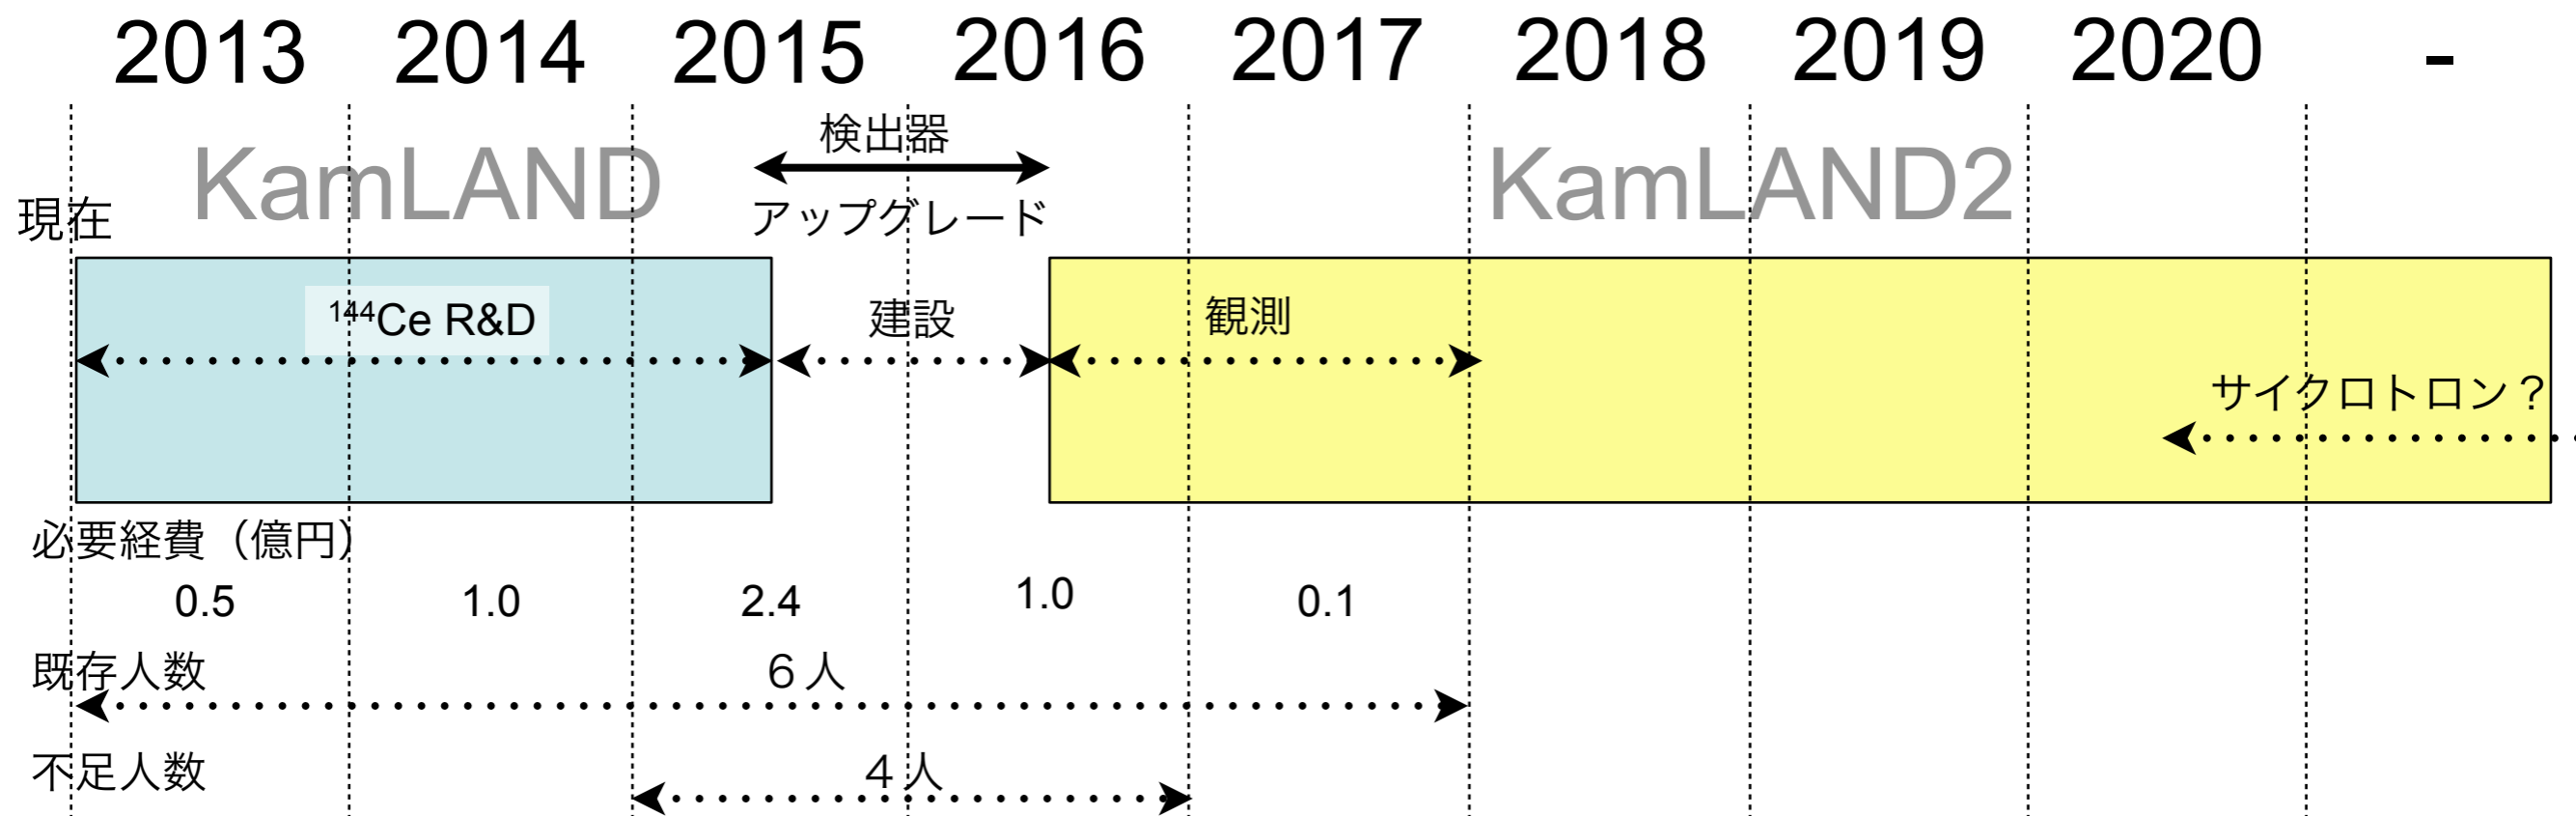 2013 2014 2015 2016 2017 2018 2019 2020 -
検出器
KamLAND KamLAND2
現在
アップグレード
¹⁴⁴Ce R&D 建設 観測
サイクロトロン？
必要経費（億円）
0.5 1.0 2.4 1.0 0.1
既存人数 ６人
不足人数 ４人